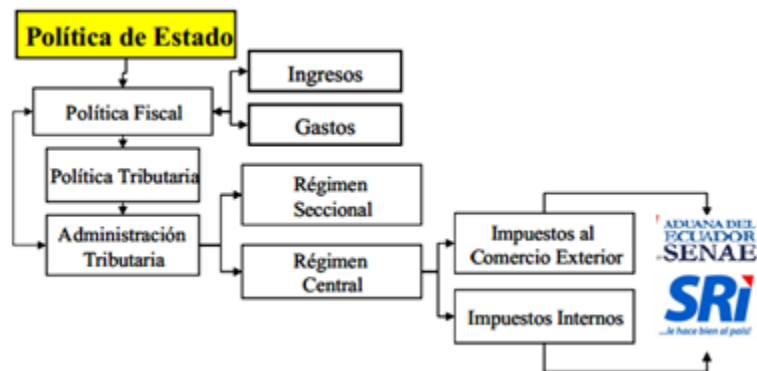 Política de Estado
Ingresos
Política Fiscal
Gastos
Política Tributaria
Régimen
Seccional
Administración
Tributaria
Régimen
Central
Impuestos al
Comercio Exterior
Impuestos Internos
ADUANA DEL
ECUADOR
SENAE
SRi
...le hace bien al país!